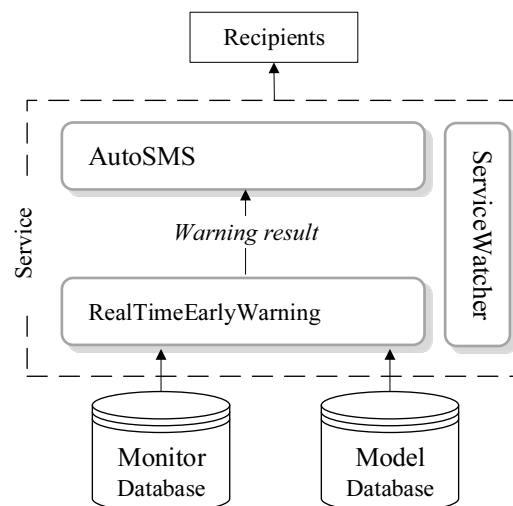 Recipients
AutoSMS
ServiceWatcher
Service
Warning result
RealTimeEarlyWarning
Monitor
Database
Model
Database